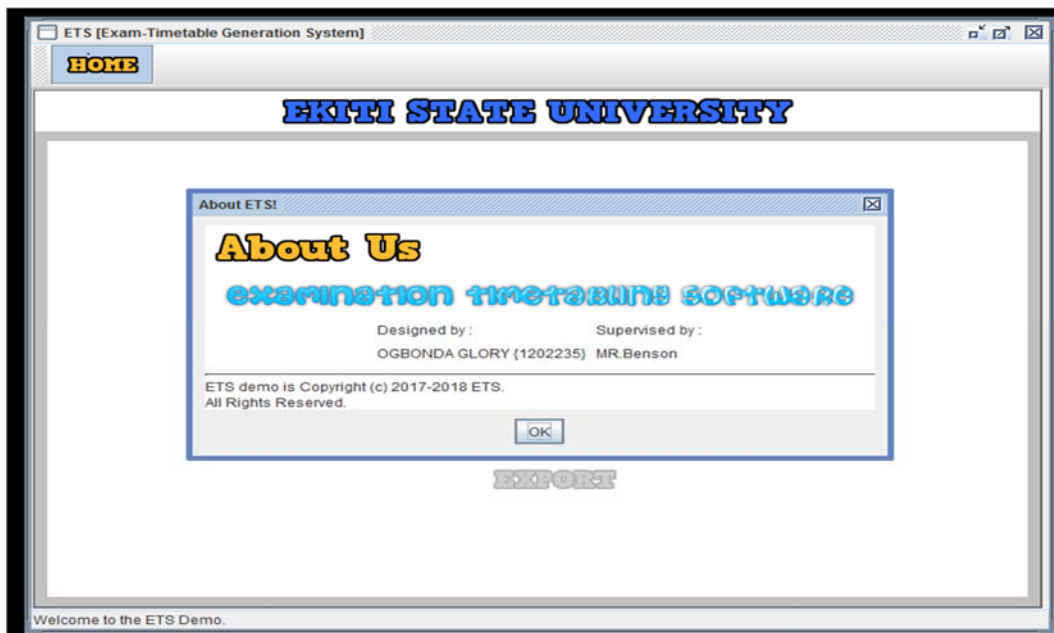 ETS [Exam-Timetable Generation System]
HOME
EKITI STATE UNIVERSITY
About ETS!
About Us
examination timetabling software
Designed by : Supervised by :
OGBONDA GLORY {1202235} MR.Benson
ETS demo is Copyright (c) 2017-2018 ETS.
All Rights Reserved.
OK
EXPORT
Welcome to the ETS Demo.